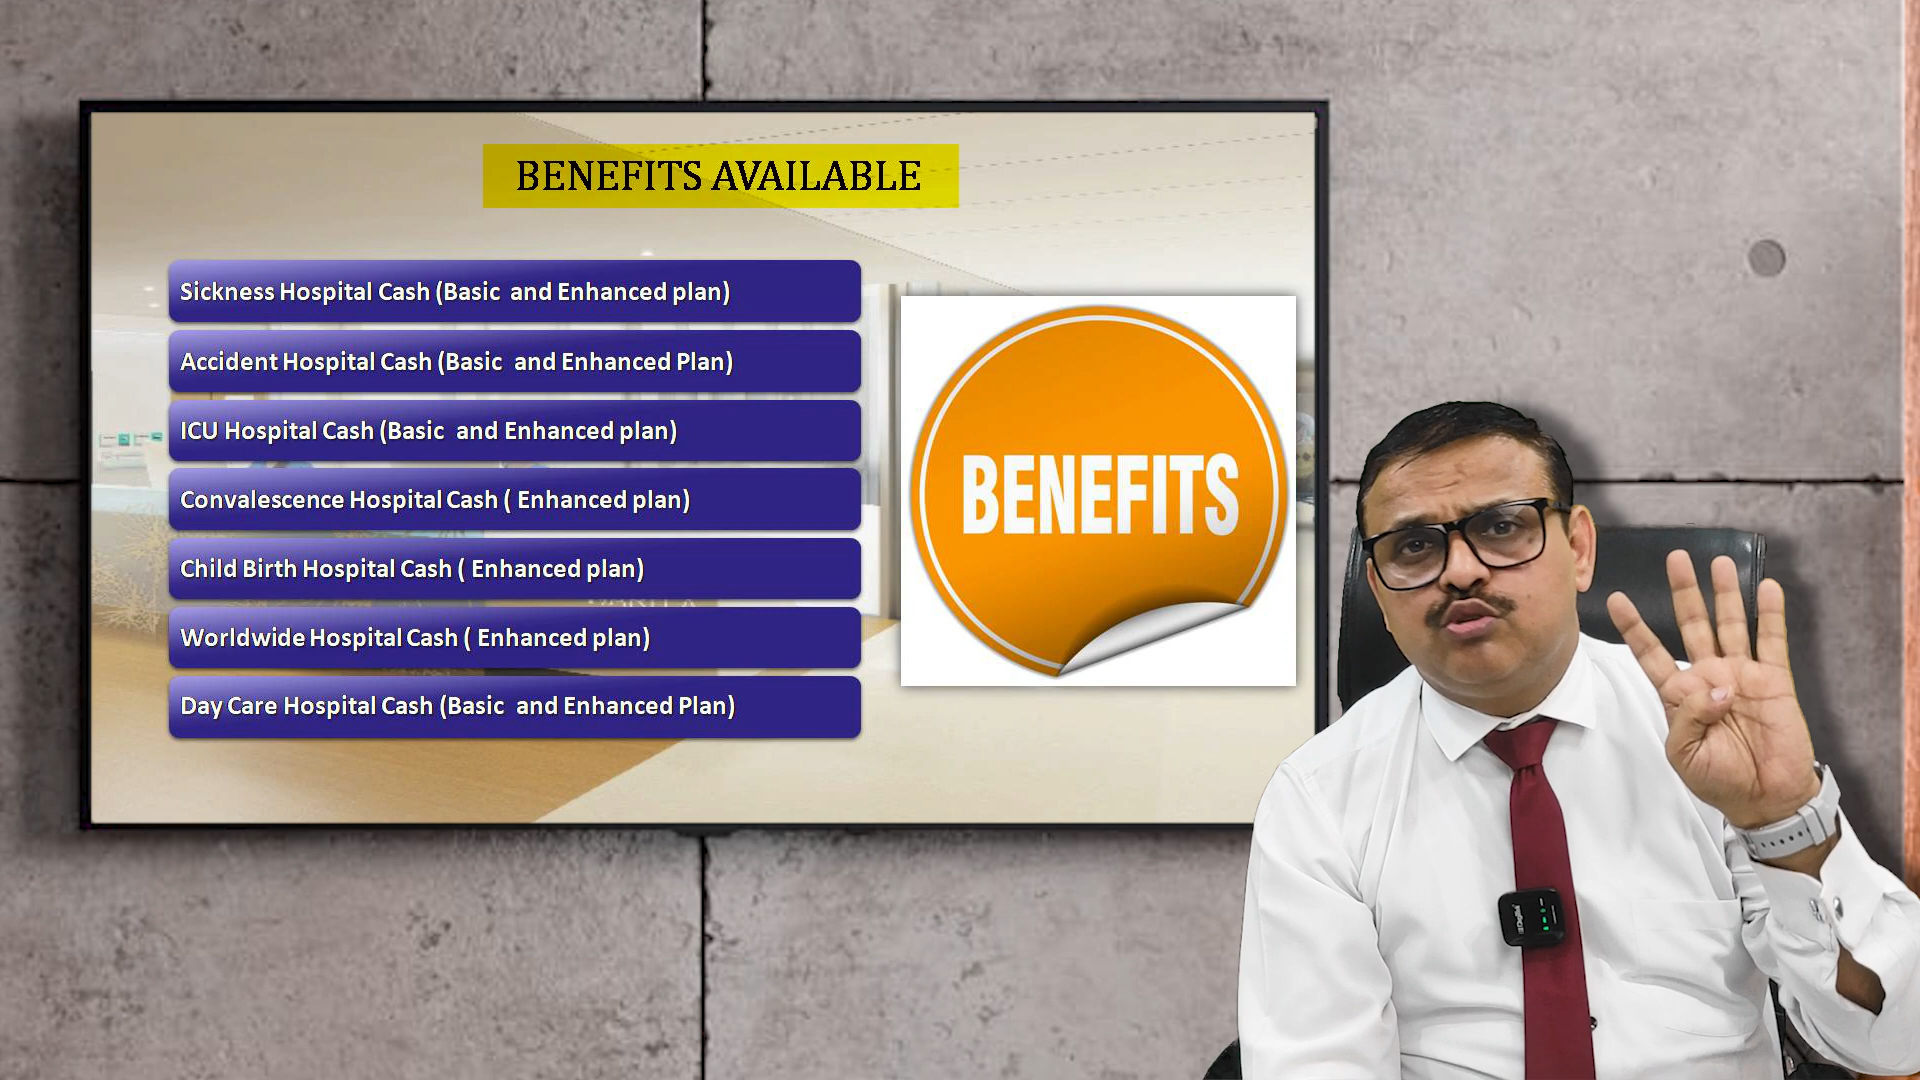 BENEFITS AVAILABLE
Sickness Hospital Cash (Basic and Enhanced plan)
Accident Hospital Cash (Basic and Enhanced Plan)
ICU Hospital Cash (Basic and Enhanced plan)
Convalescence Hospital Cash ( Enhanced plan)
Child Birth Hospital Cash ( Enhanced plan)
Worldwide Hospital Cash ( Enhanced plan)
Day Care Hospital Cash (Basic and Enhanced Plan)
BENEFITS